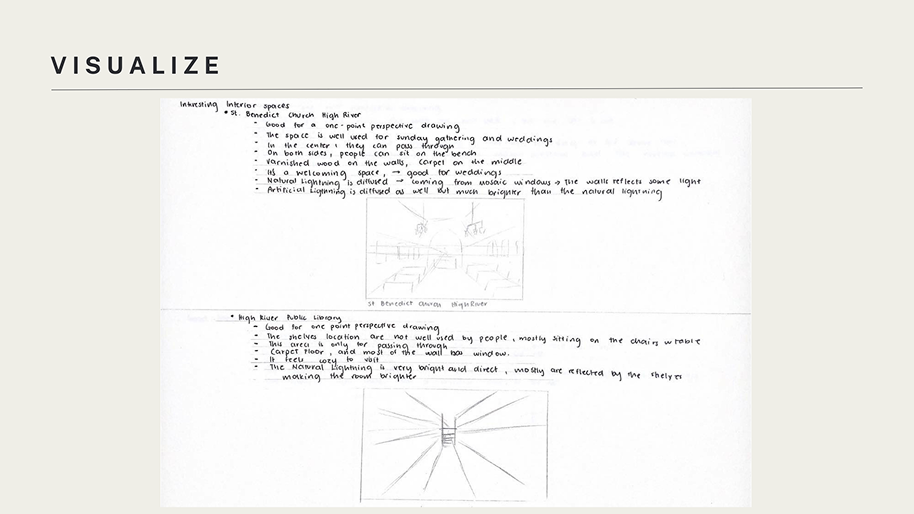 VISUALIZE
Intresting Interior spaces
• St. Benedict Church High River
- Good for a one-point perspective drawing
- The space is well used for sunday gathering and weddings
- In the center, they can pass through
- On both sides, people can sit on the bench
- Varnished wood on the walls, carpet on the middle
- It's a welcoming space, → good for weddings
- Natural Lightning is diffused → coming from mosaic windows → the walls reflects some light
- Artificial Lightning is diffused as well but much brighter than the natural lightning
St Benedict Church High River
• High River Public Library
- Good for one point perspective drawing
- The shelves location are not well used by people, mostly sitting on the chairs w table
- This area is only for passing through
- Carpet Floor, and most of the wall has window.
- It feels cozy to visit
- The Natural Lightning is very bright and direct, mostly are reflected by the shelves
making the room brighter